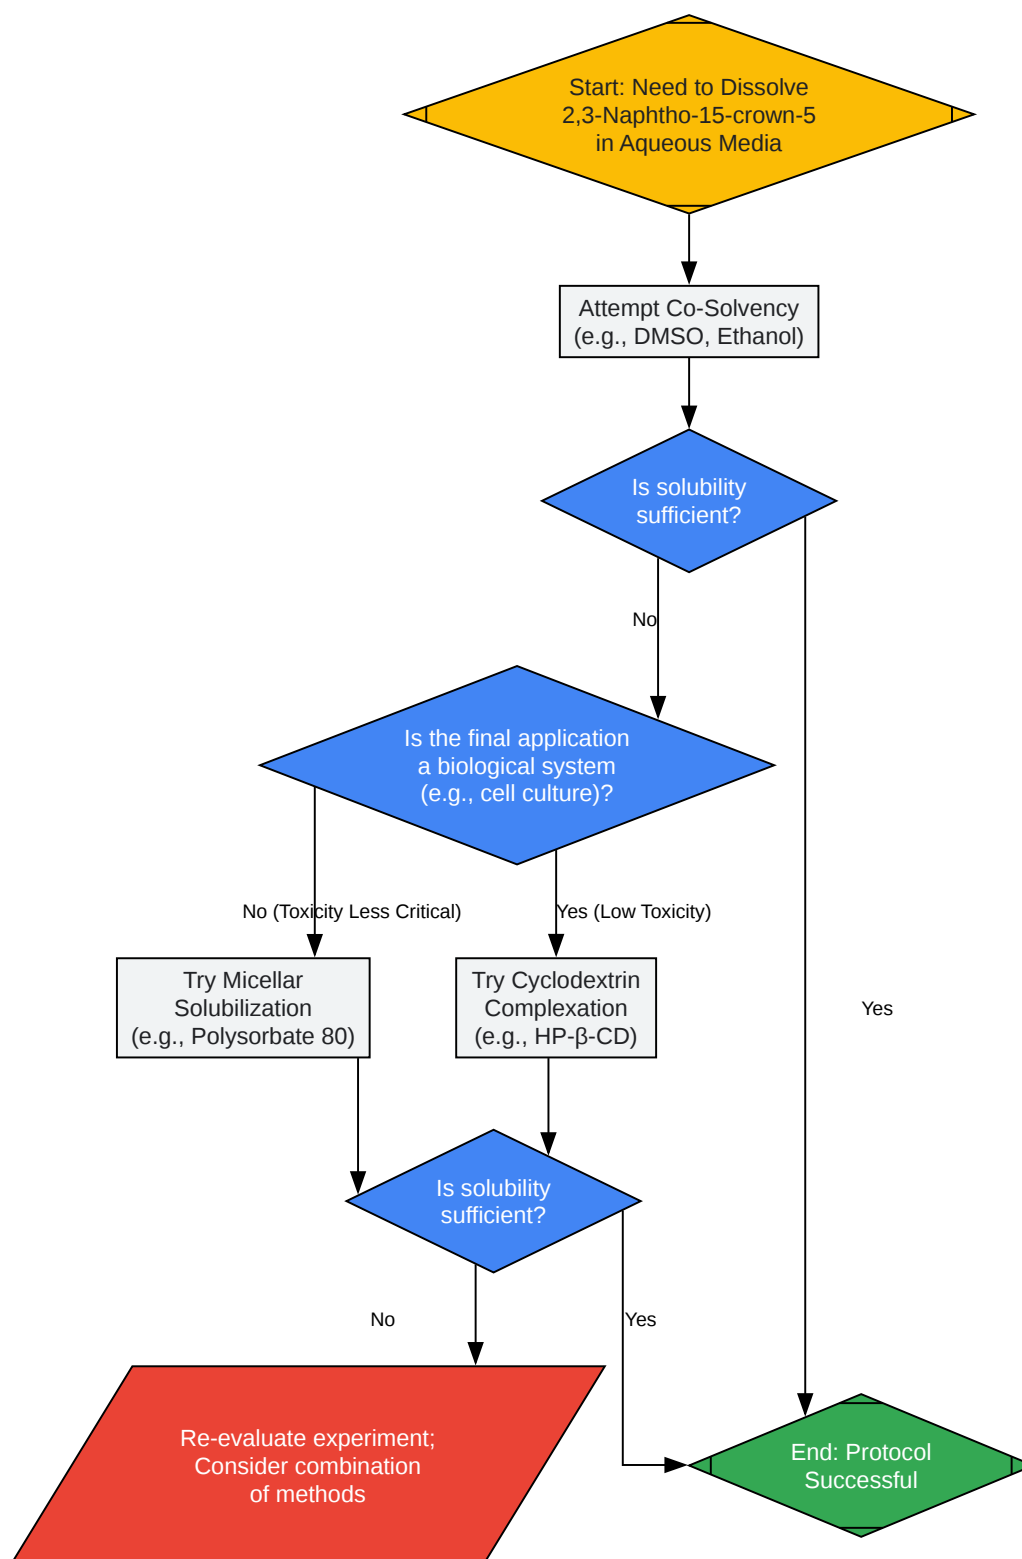 Start: Need to Dissolve
2,3-Naphtho-15-crown-5
in Aqueous Media
Attempt Co-Solvency
(e.g., DMSO, Ethanol)
Is solubility
sufficient?
No
Is the final application
a biological system
(e.g., cell culture)?
No (Toxicity Less Critical)
Yes (Low Toxicity)
Try Micellar
Solubilization
(e.g., Polysorbate 80)
Try Cyclodextrin
Complexation
(e.g., HP-β-CD)
Yes
Is solubility
sufficient?
No
Yes
Re-evaluate experiment;
Consider combination
of methods
End: Protocol
Successful